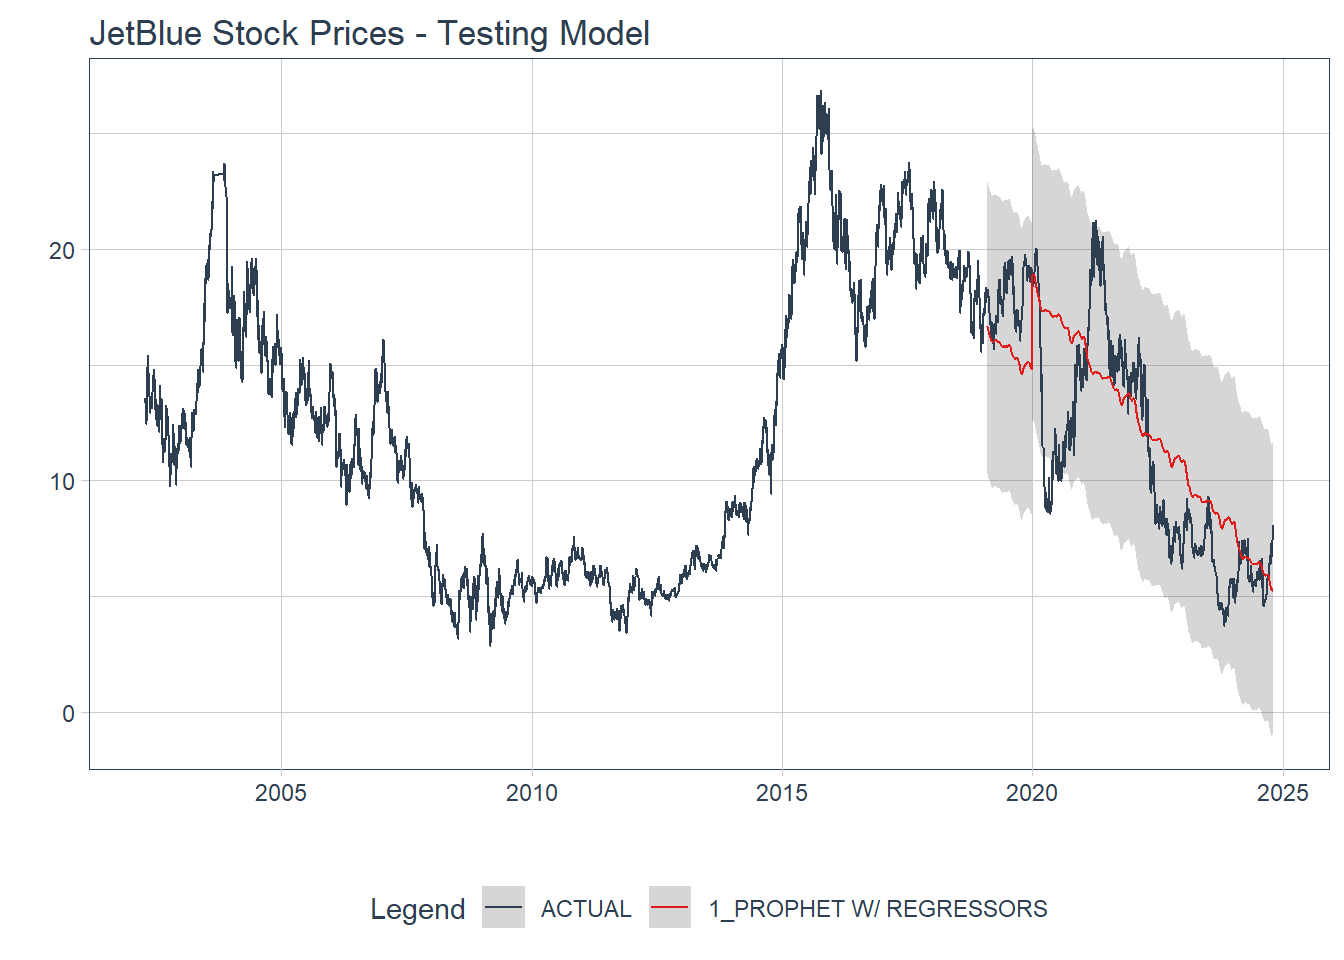 JetBlue Stock Prices - Testing Model
20
10
0
2005 2010 2015 2020 2025
Legend ACTUAL 1_PROPHET W/ REGRESSORS